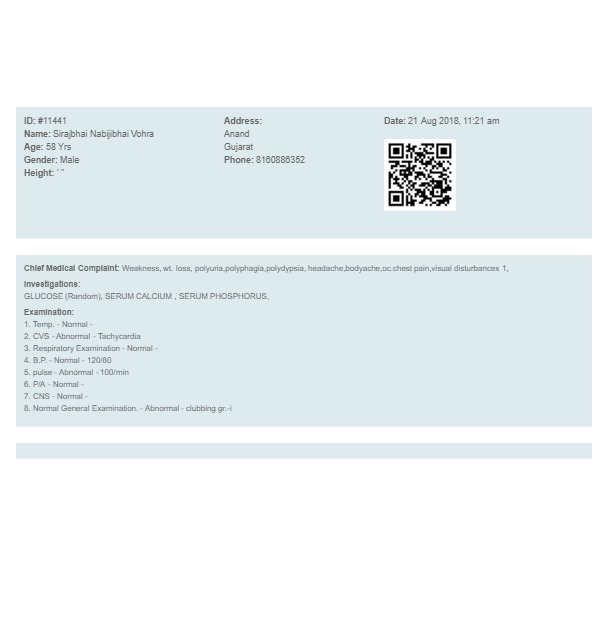 ID: #11441
Name: Sirajbhai Nabijibhai Vohra
Age: 58 Yrs
Gender: Male
Height: ' "
Address:
Anand
Gujarat
Phone: 8160886352
Date: 21 Aug 2018, 11:21 am
Chief Medical Complaint: Weakness, wt. loss, polyuria,polyphagia,polydypsia, headache,bodyache,oc.chest pain,visual disturbancex 1,
Investigations:
GLUCOSE (Random), SERUM CALCIUM , SERUM PHOSPHORUS,
Examination:
1. Temp. - Normal -
2. CVS - Abnormal - Tachycardia
3. Respiratory Examination - Normal -
4. B.P. - Normal - 120/80
5. pulse - Abnormal - 100/min
6. P/A - Normal -
7. CNS - Normal -
8. Normal General Examination. - Abnormal - clubbing gr.-i